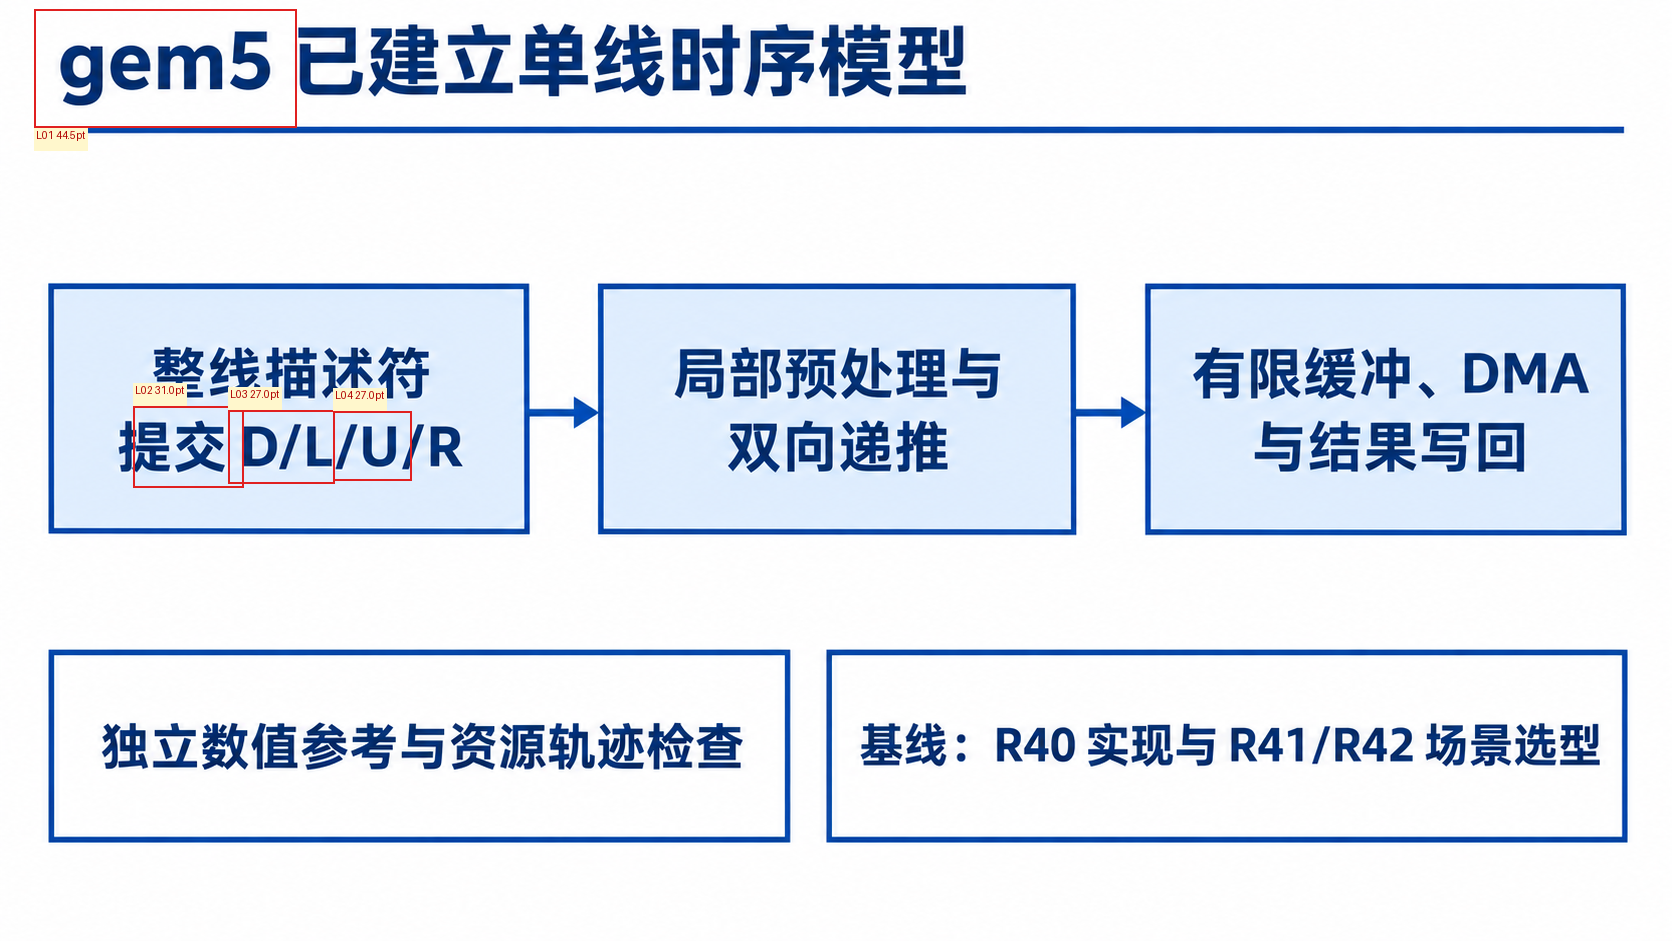 gem5 已建立单线时序模型
L01 44.5pt
整线描述符
L02 31.0pt
L03 27.0pt
L04 27.0pt
提交 D/L/U/R
局部预处理与
双向递推
有限缓冲、DMA
与结果写回
独立数值参考与资源轨迹检查
基线：R40 实现与 R41/R42 场景选型